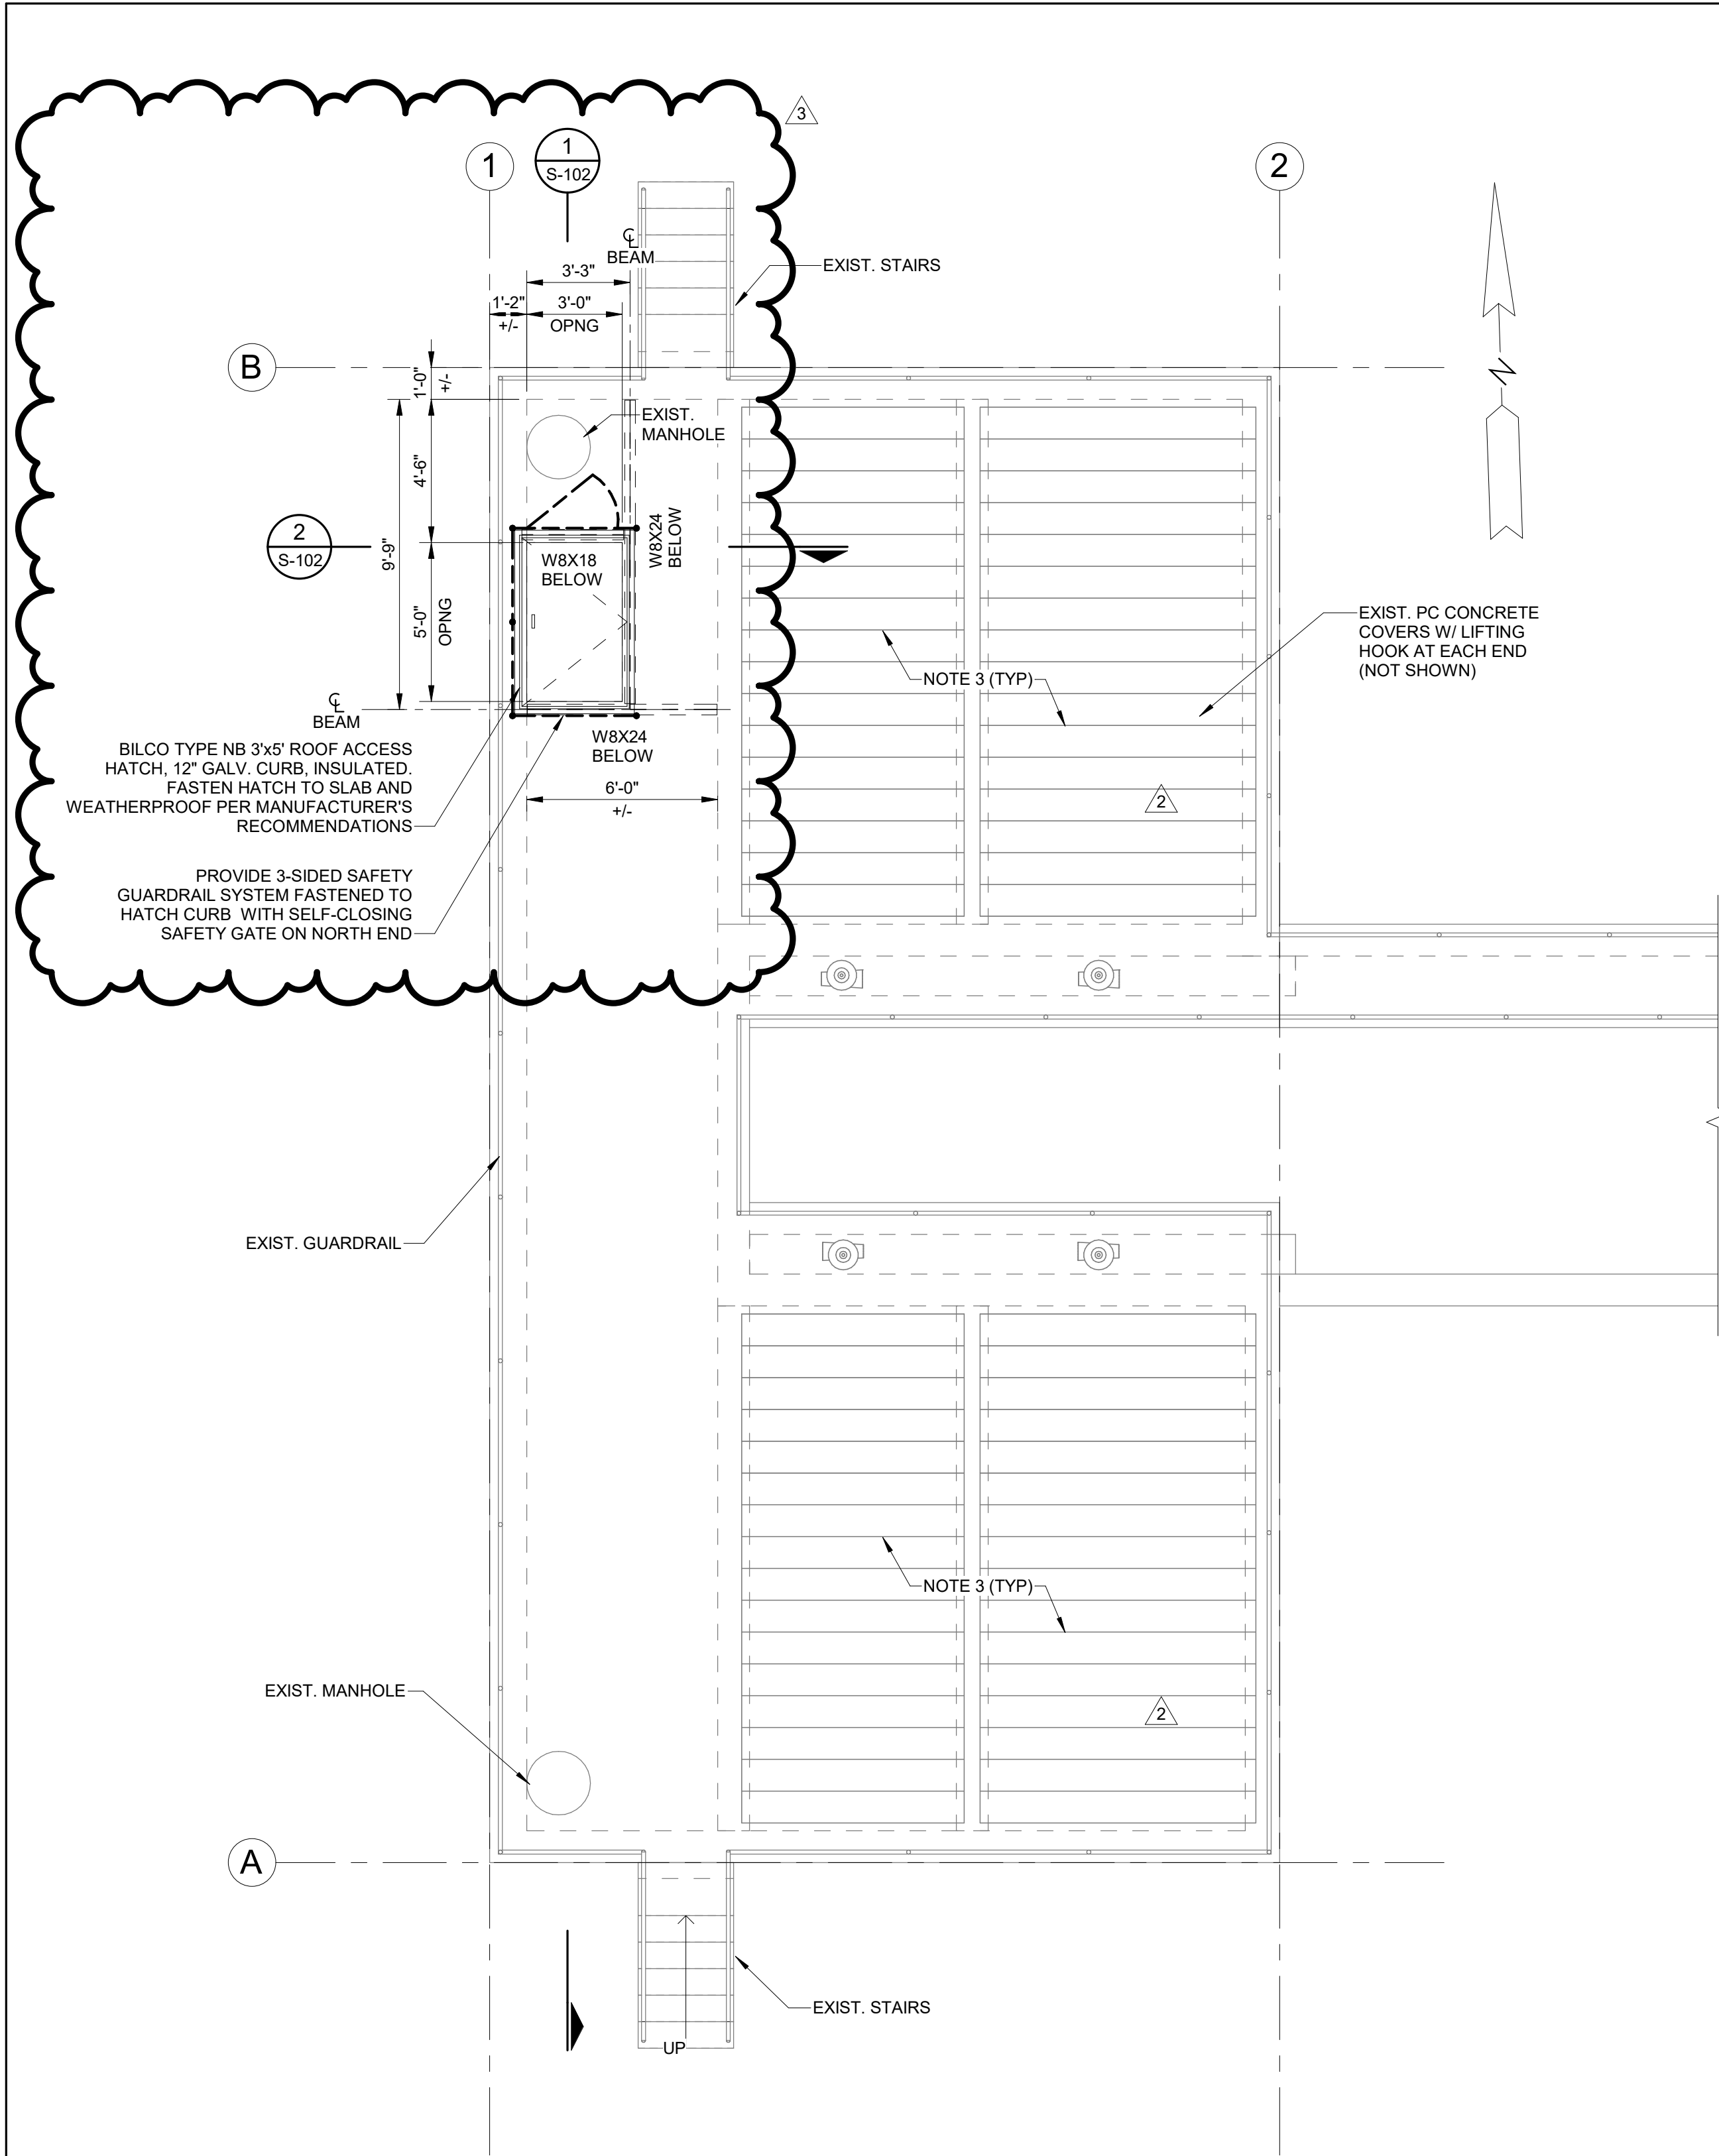 3
1
S-102
1
2
℄
BEAM
EXIST. STAIRS
3'-3"
1'-2"
+/-
3'-0"
OPNG
N
B
1'-0"
+/-
EXIST.
MANHOLE
4'-6"
9'-9"
2
S-102
W8X24
BELOW
W8X18
BELOW
5'-0"
OPNG
EXIST. PC CONCRETE
COVERS W/ LIFTING
HOOK AT EACH END
(NOT SHOWN)
NOTE 3 (TYP)
℄
BEAM
W8X24
BELOW
BILCO TYPE NB 3'x5' ROOF ACCESS
HATCH, 12" GALV. CURB, INSULATED.
FASTEN HATCH TO SLAB AND
WEATHERPROOF PER MANUFACTURER'S
RECOMMENDATIONS
6'-0"
+/-
2
PROVIDE 3-SIDED SAFETY
GUARDRAIL SYSTEM FASTENED TO
HATCH CURB WITH SELF-CLOSING
SAFETY GATE ON NORTH END
EXIST. GUARDRAIL
NOTE 3 (TYP)
EXIST. MANHOLE
2
A
EXIST. STAIRS
UP